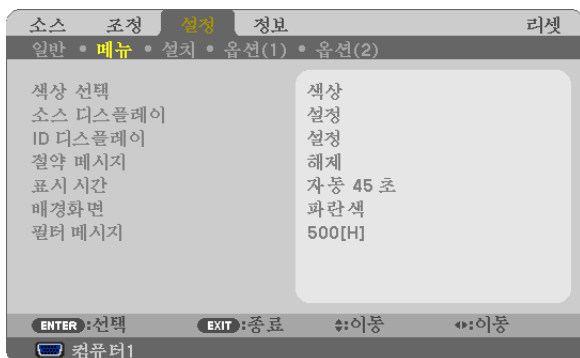 소스 조정 설정 정보 리셋
일반 • 메뉴 • 설치 • 옵션(1) • 옵션(2)
색상 선택 색상
소스 디스플레이 설정
ID 디스플레이 설정
절약 메시지 해제
표시 시간 자동 45 초
배경화면 파란색
필터 메시지 500[H]
ENTER :선택 EXIT :종료 :이동 :이동
컴퓨터1